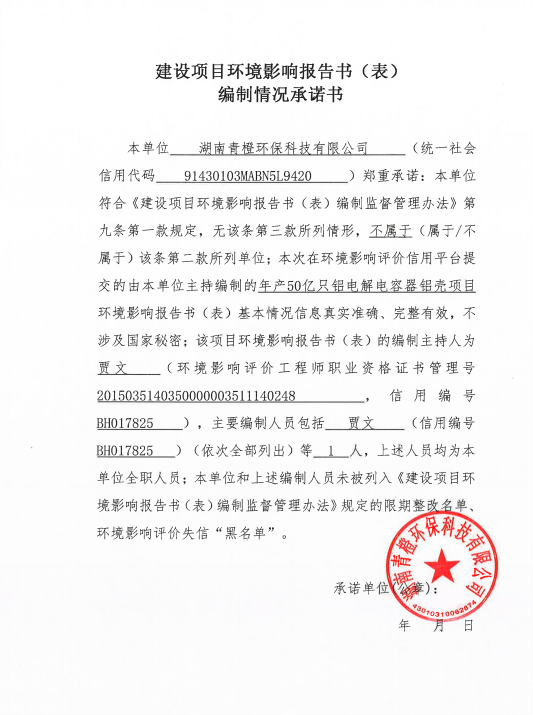 建设项目环境影响报告书（表）
编制情况承诺书
本单位 湖南青橙环保科技有限公司 （统一社会
信用代码 91430103MABN5L9420 ）郑重承诺：本单位
符合《建设项目环境影响报告书（表）编制监督管理办法》第
九条第一款规定，无该条第三款所列情形，不属于（属于/不
属于）该条第二款所列单位；本次在环境影响评价信用平台提
交的由本单位主持编制的年产50亿只铝电解电容器铝壳项目
环境影响报告书（表）基本情况信息真实准确、完整有效，不
涉及国家秘密；该项目环境影响报告书（表）的编制主持人为
贾文 （环境影响评价工程师职业资格证书管理号
2015035140350000003511140248 ，信用编号
BH017825 ），主要编制人员包括 贾文 （信用编号
BH017825 ）（依次全部列出）等 1 人，上述人员均为本
单位全职人员；本单位和上述编制人员未被列入《建设项目环
境影响报告书（表）编制监督管理办法》规定的限期整改名单、
环境影响评价失信“黑名单”。
承诺单位(公章)：
年 月 日
湖南青橙环保科技有限公司
43010310062874